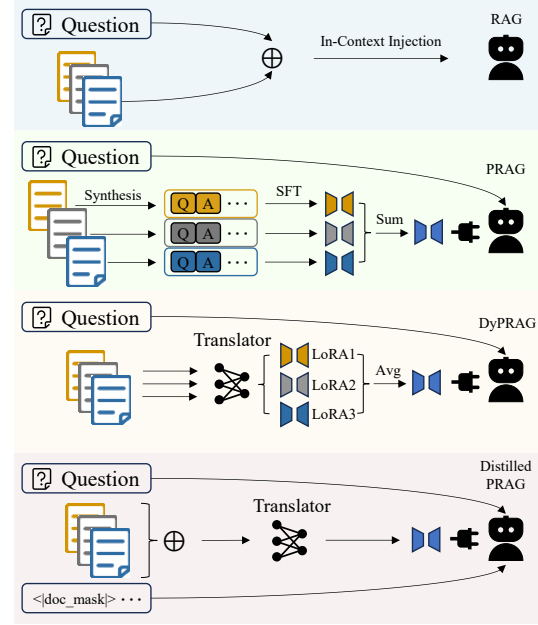 Question
In-Context Injection
RAG
Question
PRAG
Synthesis
Q A ...
SFT
Sum
Q A ...
Q A ...
Question
DyPRAG
Translator
LoRA1
LoRA2
LoRA3
Avg
Question
Distilled
PRAG
Translator
<|doc_mask|> ...